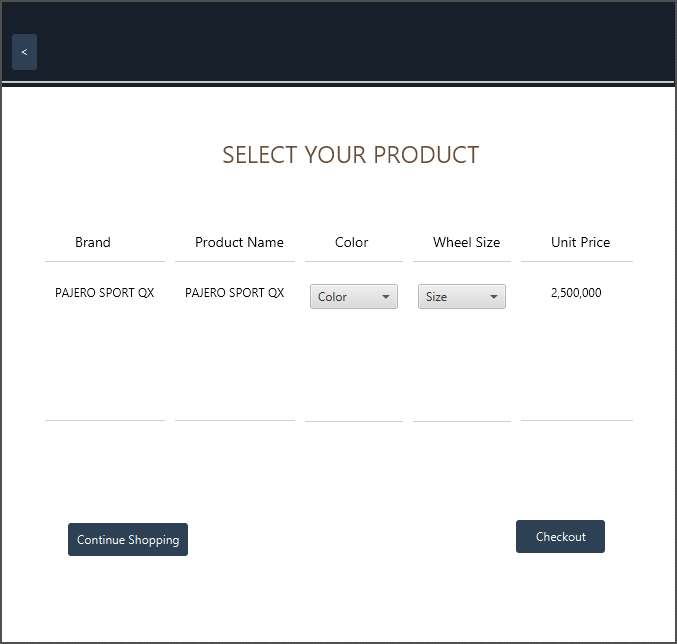 <
SELECT YOUR PRODUCT
Brand Product Name Color Wheel Size Unit Price
PAJERO SPORT QX PAJERO SPORT QX Color Size 2,500,000
Continue Shopping Checkout